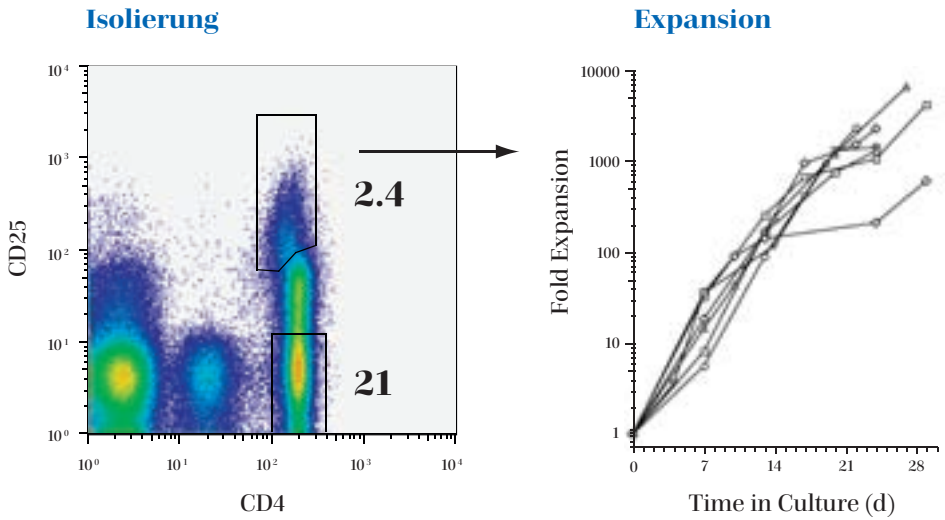 Isolierung
Expansion
10⁴
10³
10²
10¹
10⁰
CD25
2.4
21
10⁰ 10¹ 10² 10³ 10⁴
CD4
10000
1000
100
10
1
Fold Expansion
0 7 14 21 28
Time in Culture (d)